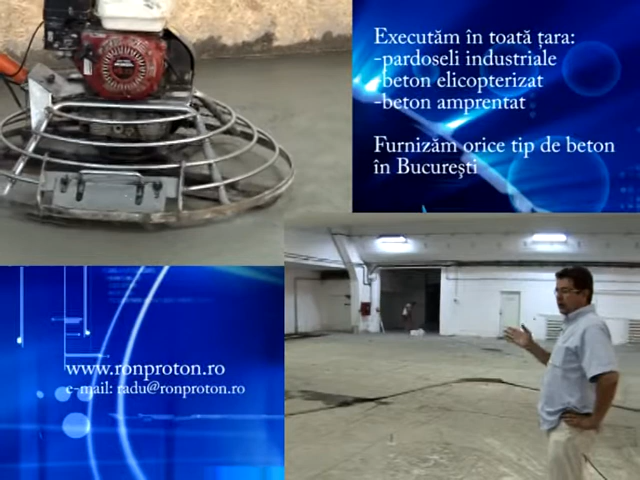 Executăm în toată țara:
-pardoseli industriale
-beton elicopterizat
-beton amprentat
Furnizăm orice tip de beton
în București
www.ronproton.ro
e-mail: radu@ronproton.ro